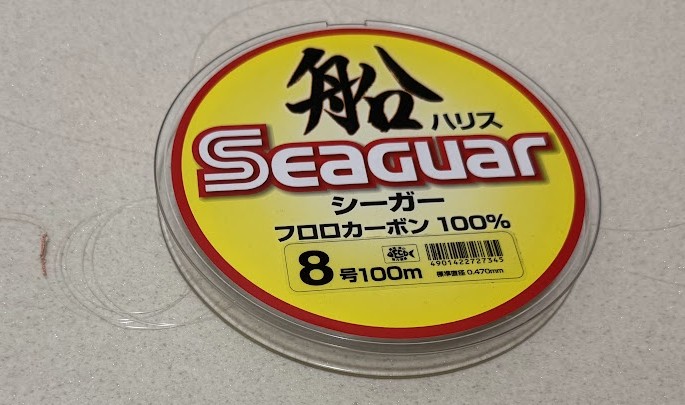 船
ハリス
Seaguar
シーガー
フロロカーボン 100%
8号100m
4901422727345
標準直径 0.470mm